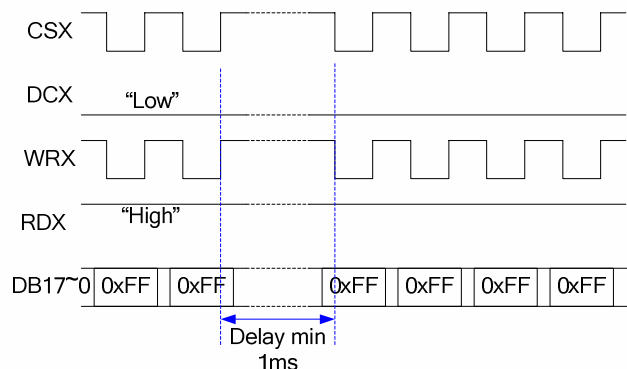 CSX
DCX
“Low”
WRX
RDX
“High”
DB17~0 0xFF 0xFF 0xFF 0xFF 0xFF 0xFF
Delay min
1ms